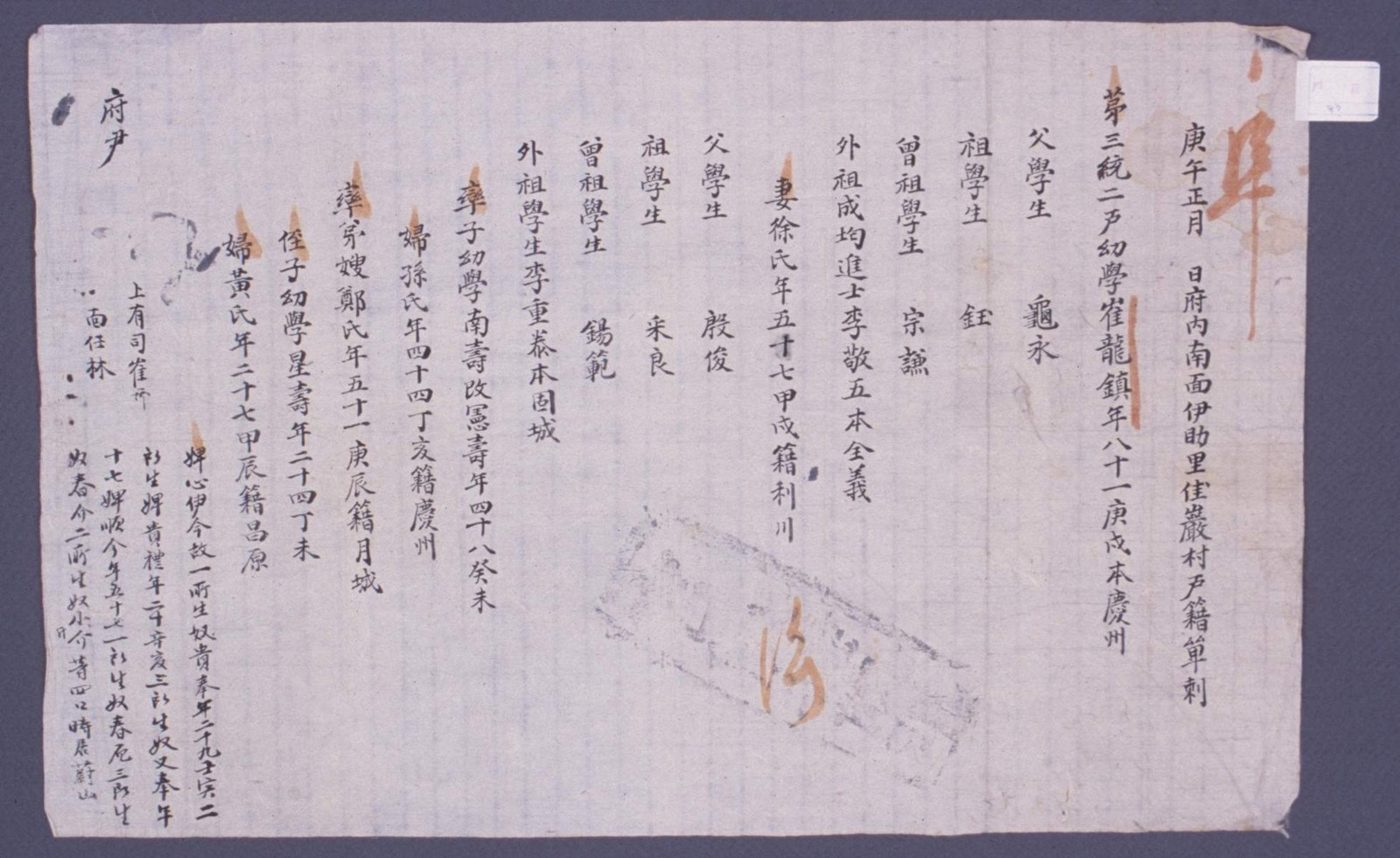 庚午正月 日府內南面伊助里佳巖村戶籍單刺
第三統二戶幼學崔龍鎮年八十一庚戌本慶州
父學生 龜永
祖學生 鈺
曾祖學生 宗謙
外祖成均進士李敬五本全義
妻徐氏年五十七甲戌籍利川
父學生 殷俊
祖學生 采良
曾祖學生 錫範
外祖學生李重泰本固城
率子幼學南壽改憲壽年四十八癸未
婦孫氏年四十四丁亥籍慶州
率弟嫂鄭氏年五十一庚辰籍月城
侄子幼學星壽年二十四丁未
婦黃氏年二十七甲辰籍昌原
婢心伊今故一所生奴貴奉年二十九壬寅二
所生婢貴禮年二十辛亥三所生奴又奉年
十七婢順今年五十七一所生奴春尼三所生
奴春介二所生奴小介等四口時居蔚山
上有司崔
面任林
府尹